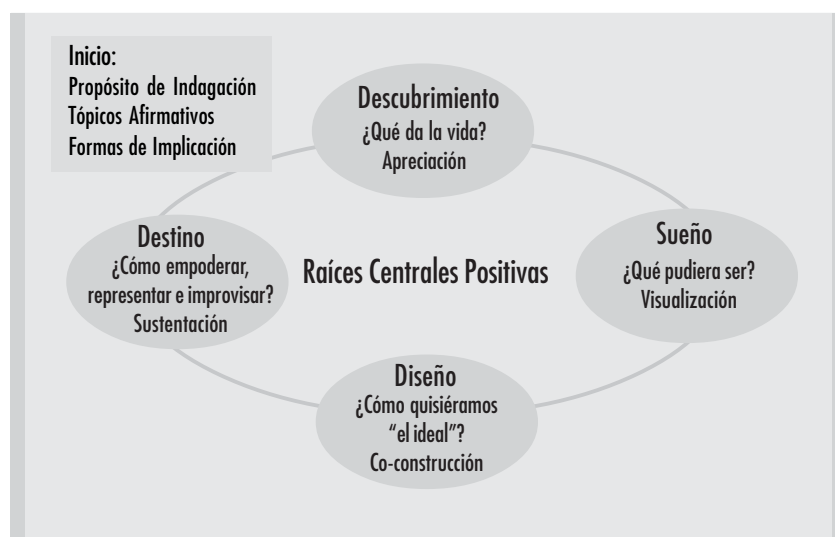 Inicio:
Propósito de Indagación
Tópicos Afirmativos
Formas de Implicación
Descubrimiento
¿Qué da la vida?
Apreciación
Destino
¿Cómo empoderar,
representar e improvisar?
Sustentación
Raíces Centrales Positivas
Sueño
¿Qué pudiera ser?
Visualización
Diseño
¿Cómo quisiéramos
“el ideal”?
Co-construcción